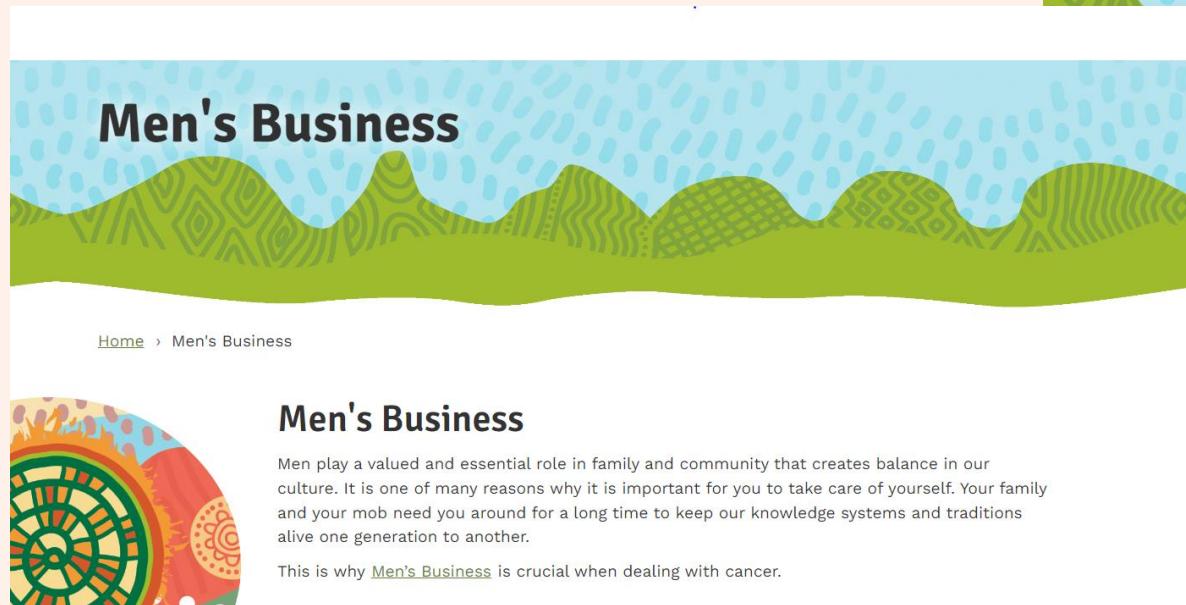 Men's Business
Home › Men's Business
Men's Business
Men play a valued and essential role in family and community that creates balance in our
culture. It is one of many reasons why it is important for you to take care of yourself. Your family
and your mob need you around for a long time to keep our knowledge systems and traditions
alive one generation to another.
This is why Men’s Business is crucial when dealing with cancer.